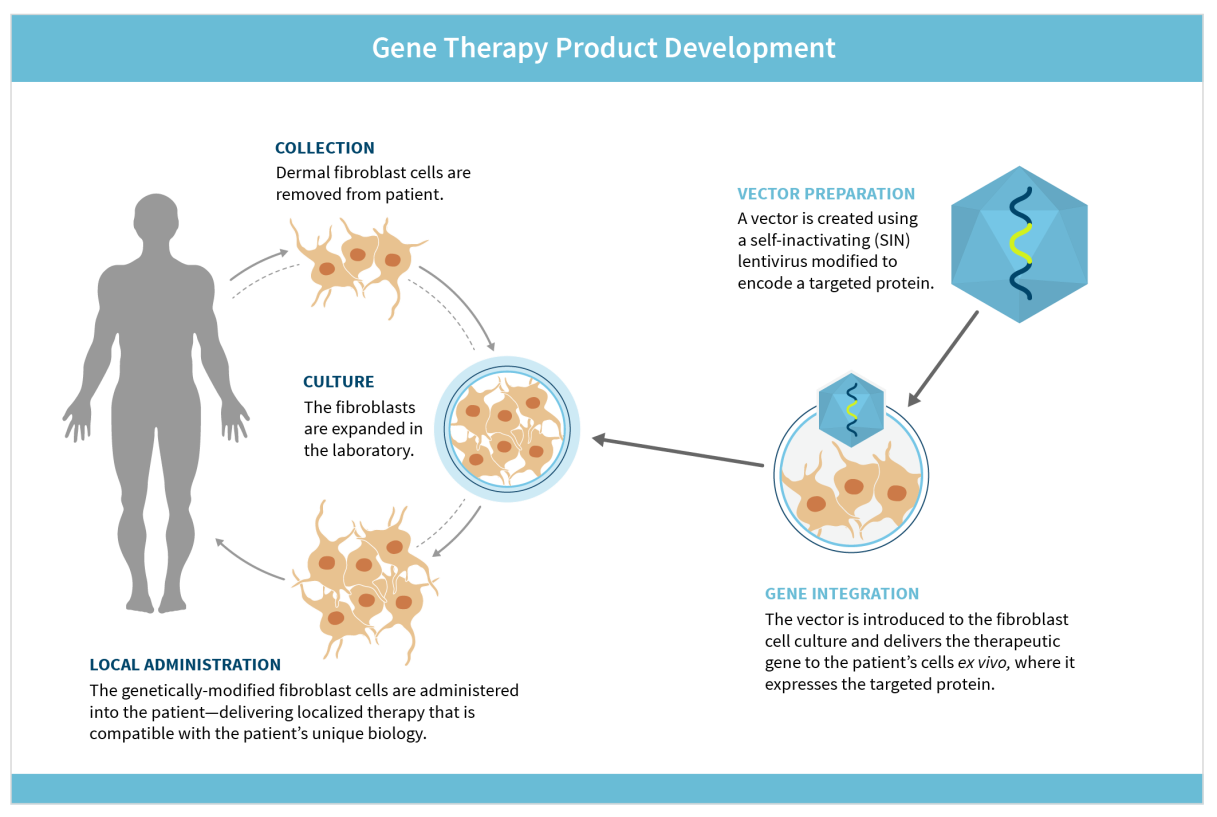 Gene Therapy Product Development
COLLECTION
Dermal fibroblast cells are
removed from patient.
VECTOR PREPARATION
A vector is created using
a self-inactivating (SIN)
lentivirus modified to
encode a targeted protein.
CULTURE
The fibroblasts
are expanded in
the laboratory.
GENE INTEGRATION
The vector is introduced to the fibroblast
cell culture and delivers the therapeutic
gene to the patient’s cells ex vivo, where it
expresses the targeted protein.
LOCAL ADMINISTRATION
The genetically-modified fibroblast cells are administered
into the patient—delivering localized therapy that is
compatible with the patient’s unique biology.